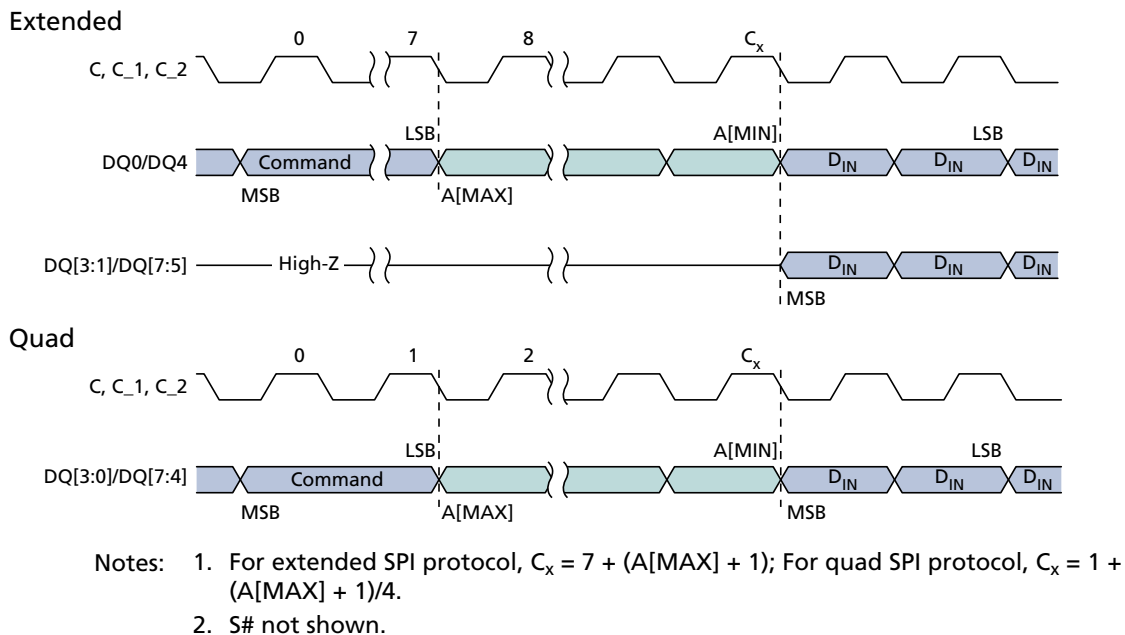 Extended
0 7 8 Cx
C, C_1, C_2
LSB A[MIN] LSB
DQ0/DQ4 Command DIN DIN DIN
MSB A[MAX]
DQ[3:1]/DQ[7:5] High-Z DIN DIN DIN
MSB
Quad
0 1 2 Cx
C, C_1, C_2
LSB A[MIN] LSB
DQ[3:0]/DQ[7:4] Command DIN DIN DIN
MSB A[MAX] MSB
Notes: 1. For extended SPI protocol, Cx = 7 + (A[MAX] + 1); For quad SPI protocol, Cx = 1 +
(A[MAX] + 1)/4.
2. S# not shown.